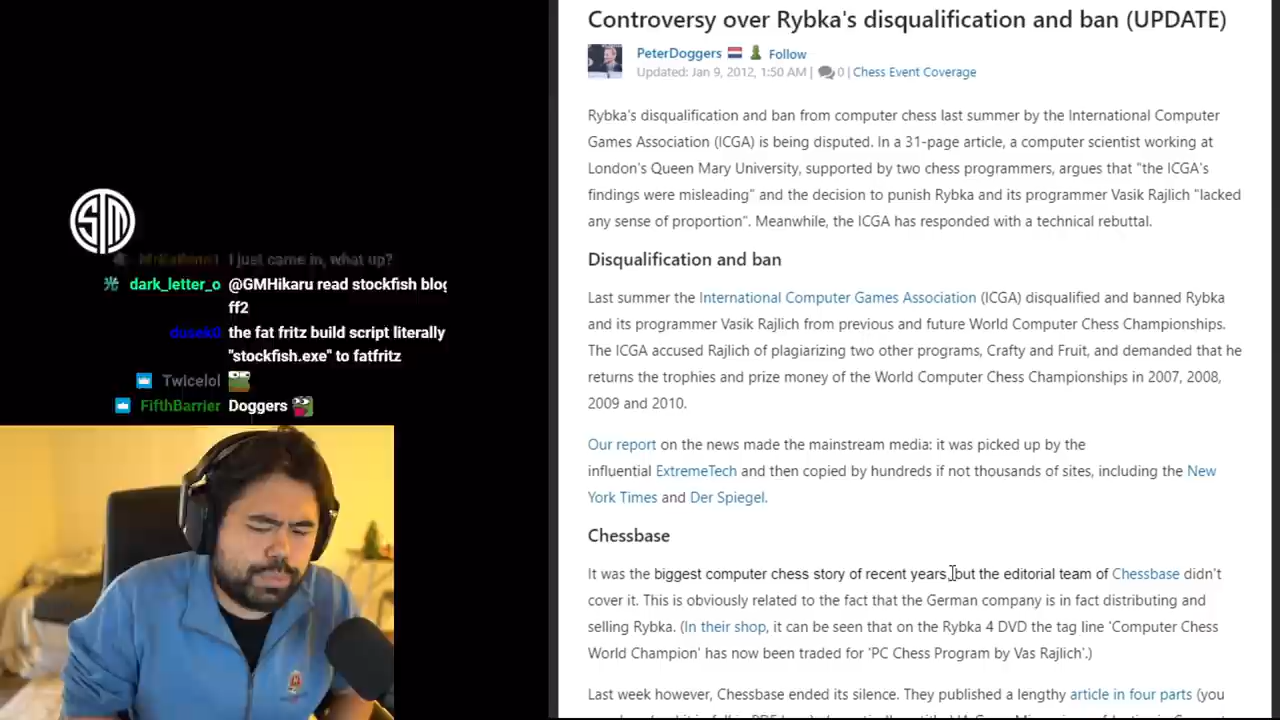 TSM
I just came in, what up?
dark_letter_o @GMHikaru read stockfish blog
ff2
dusek0 the fat fritz build script literally
"stockfish.exe" to fatfritz
Twicelol
FifthBarrier Doggers
Controversy over Rybka's disqualification and ban (UPDATE)
PeterDoggers Follow
Updated: Jan 9, 2012, 1:50 AM | 0 | Chess Event Coverage
Rybka's disqualification and ban from computer chess last summer by the International Computer
Games Association (ICGA) is being disputed. In a 31-page article, a computer scientist working at
London's Queen Mary University, supported by two chess programmers, argues that "the ICGA's
findings were misleading" and the decision to punish Rybka and its programmer Vasik Rajlich "lacked
any sense of proportion". Meanwhile, the ICGA has responded with a technical rebuttal.
Disqualification and ban
Last summer the International Computer Games Association (ICGA) disqualified and banned Rybka
and its programmer Vasik Rajlich from previous and future World Computer Chess Championships.
The ICGA accused Rajlich of plagiarizing two other programs, Crafty and Fruit, and demanded that he
returns the trophies and prize money of the World Computer Chess Championships in 2007, 2008,
2009 and 2010.
Our report on the news made the mainstream media: it was picked up by the
influential ExtremeTech and then copied by hundreds if not thousands of sites, including the New
York Times and Der Spiegel.
Chessbase
It was the biggest computer chess story of recent years, but the editorial team of Chessbase didn't
cover it. This is obviously related to the fact that the German company is in fact distributing and
selling Rybka. (In their shop, it can be seen that on the Rybka 4 DVD the tag line 'Computer Chess
World Champion' has now been traded for 'PC Chess Program by Vas Rajlich'.)
Last week however, Chessbase ended its silence. They published a lengthy article in four parts (you